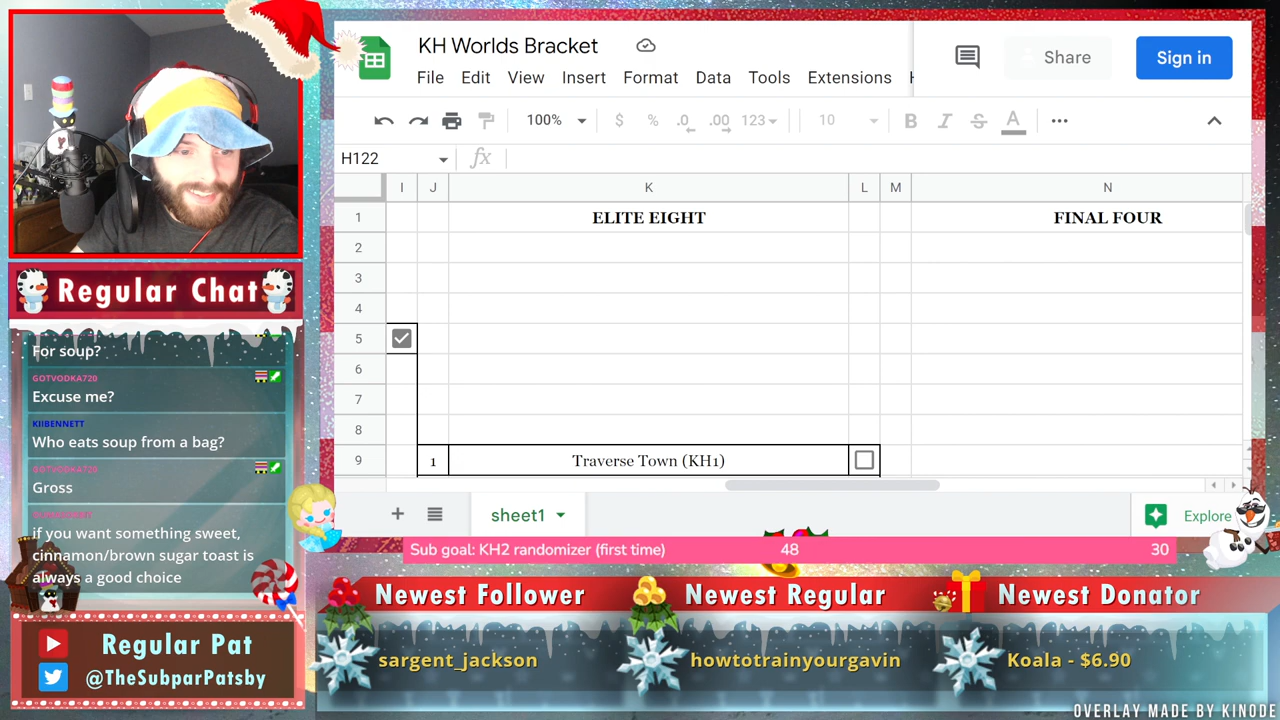 KH Worlds Bracket
File Edit View Insert Format Data Tools Extensions
Share
Sign in
100% $ % .0 .00 123 10 B I S A
H122 fx
I J K L M N
1 ELITE EIGHT FINAL FOUR
2
3
4
5
6
7
8
9 1 Traverse Town (KH1)
sheet1
Explore
Regular Chat
For soup?
GOTVODKA720
Excuse me?
KIIBENNETT
Who eats soup from a bag?
GOTVODKA720
Gross
if you want something sweet,
cinnamon/brown sugar toast is
always a good choice
Regular Pat
@TheSubparPatsby
Sub goal: KH2 randomizer (first time) 48 30
Newest Follower
sargent_jackson
Newest Regular
howtotrainyourgavin
Newest Donator
Koala - $6.90
OVERLAY MADE BY KINODE